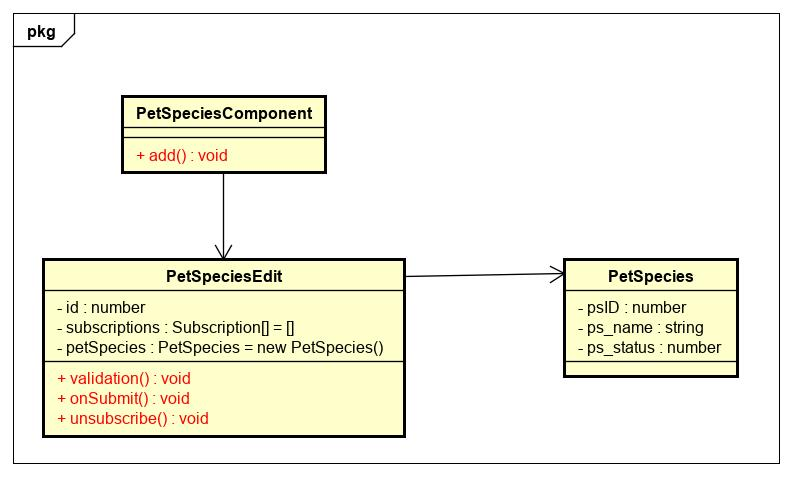 pkg
PetSpeciesComponent
+ add() : void
PetSpeciesEdit
- id : number
- subscriptions : Subscription[] = []
- petSpecies : PetSpecies = new PetSpecies()
+ validation() : void
+ onSubmit() : void
+ unsubscribe() : void
PetSpecies
- psID : number
- ps_name : string
- ps_status : number